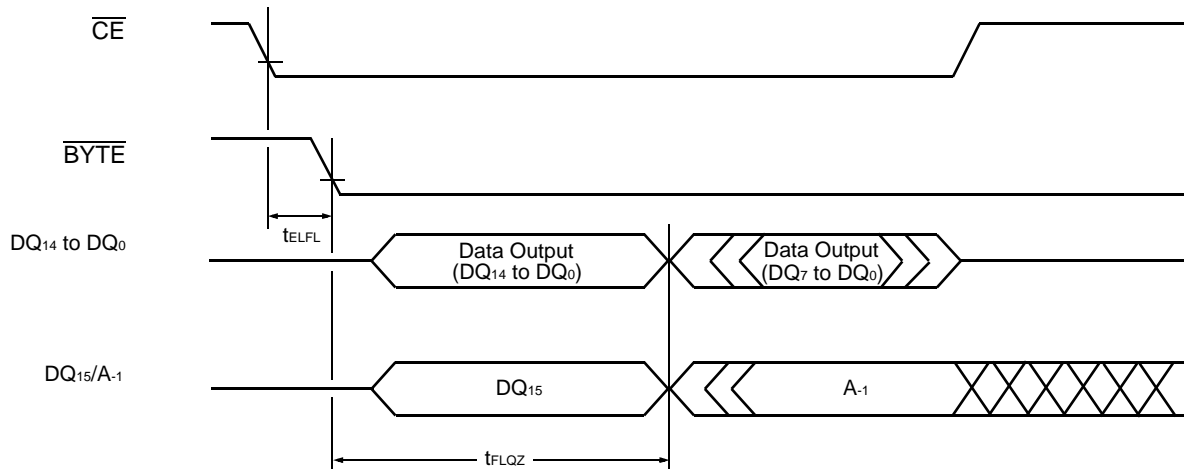 CE
BYTE
tELFL
DQ14 to DQ0
Data Output
(DQ14 to DQ0)
Data Output
(DQ7 to DQ0)
DQ15/A-1
DQ15
A-1
tFLQZ